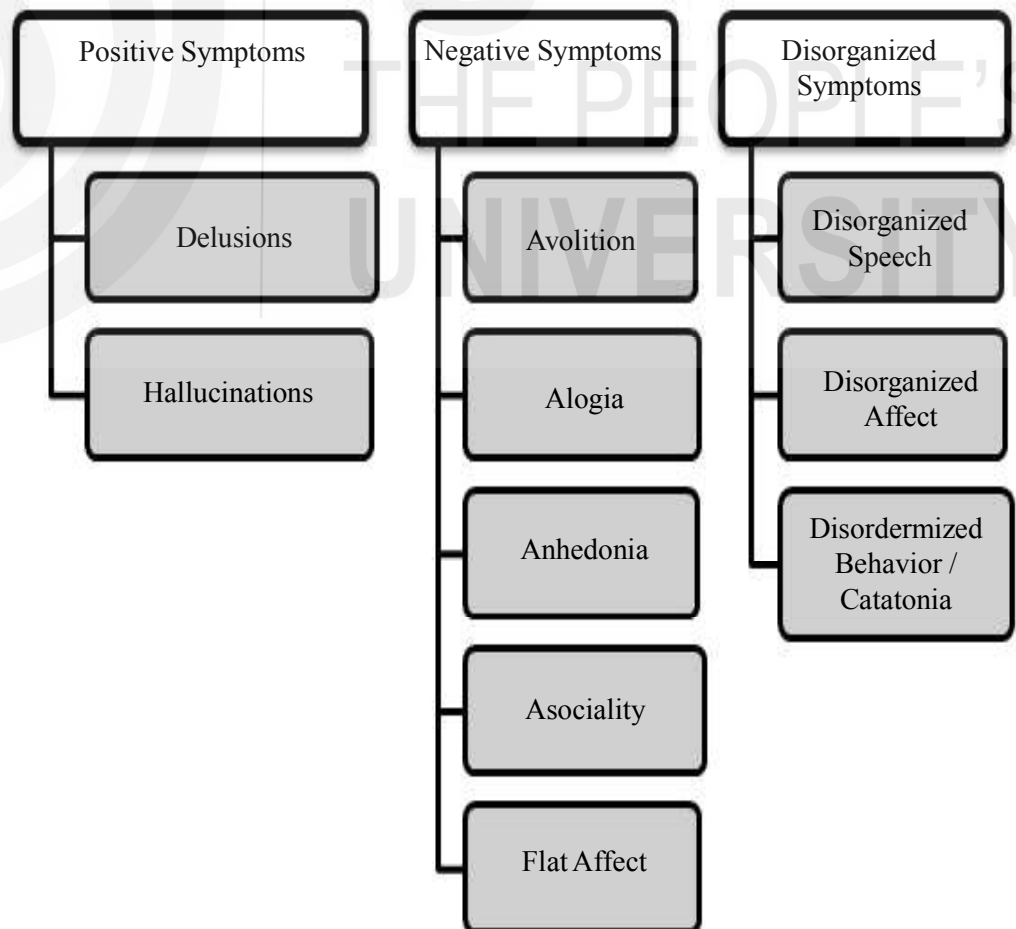 Positive Symptoms
Delusions
Hallucinations
Negative Symptoms
Avolition
Alogia
Anhedonia
Asociality
Flat Affect
Disorganized
Symptoms
Disorganized
Speech
Disorganized
Affect
Disordermized
Behavior /
Catatonia
THE PEOPLE'S
UNIVERSITY